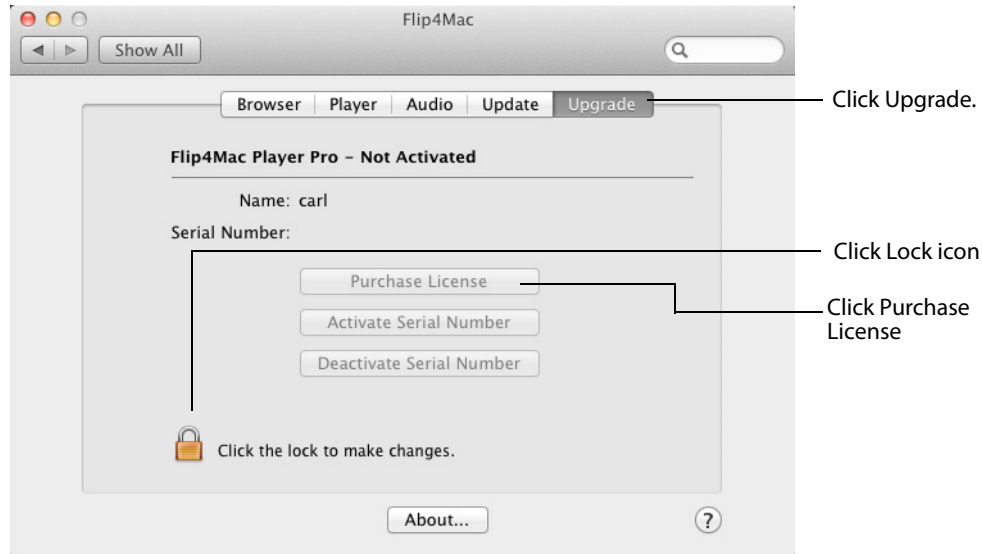 Flip4Mac
Show All
Browser Player Audio Update Upgrade
Click Upgrade.
Flip4Mac Player Pro – Not Activated
Name: carl
Serial Number:
Click Lock icon
Purchase License
Click Purchase
License
Activate Serial Number
Deactivate Serial Number
Click the lock to make changes.
About...
?